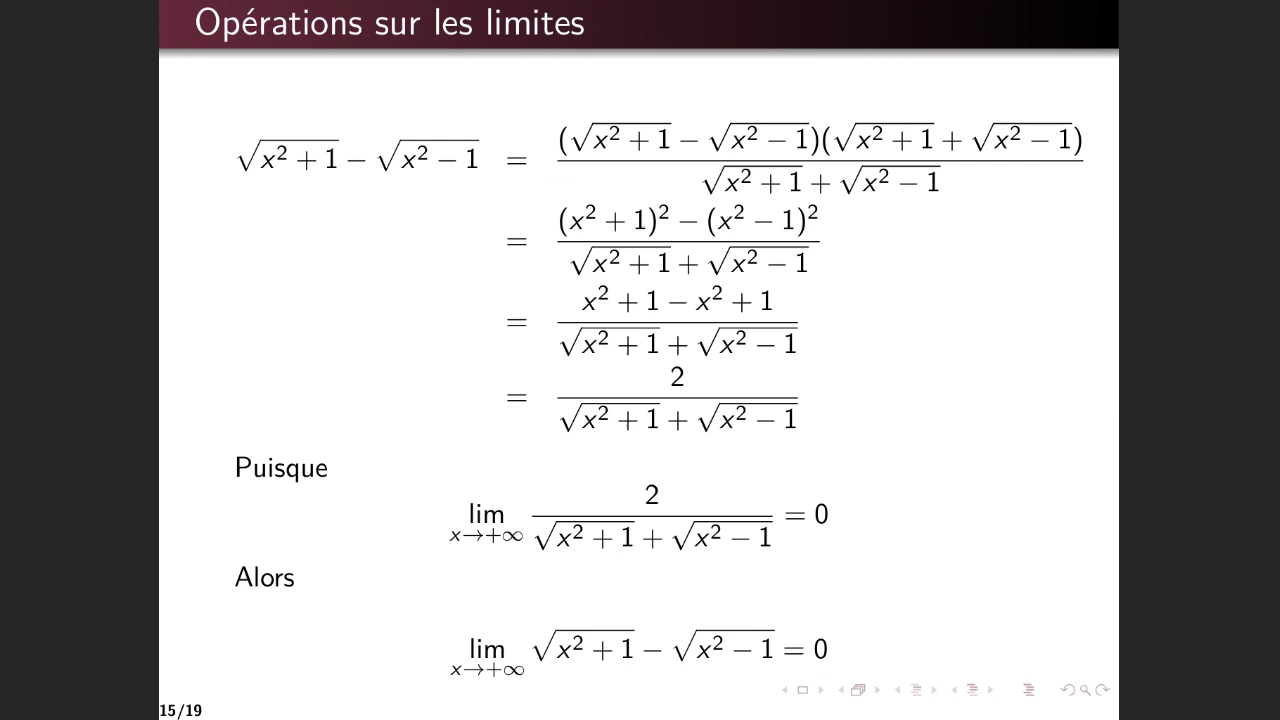 Opérations sur les limites
√(x² + 1) − √(x² − 1) = (√(x² + 1) − √(x² − 1))(√(x² + 1) + √(x² − 1)) / (√(x² + 1) + √(x² − 1))
= ((x² + 1)² − (x² − 1)²) / (√(x² + 1) + √(x² − 1))
= (x² + 1 − x² + 1) / (√(x² + 1) + √(x² − 1))
= 2 / (√(x² + 1) + √(x² − 1))
Puisque
lim x→+∞ 2 / (√(x² + 1) + √(x² − 1)) = 0
Alors
lim x→+∞ √(x² + 1) − √(x² − 1) = 0
15/19